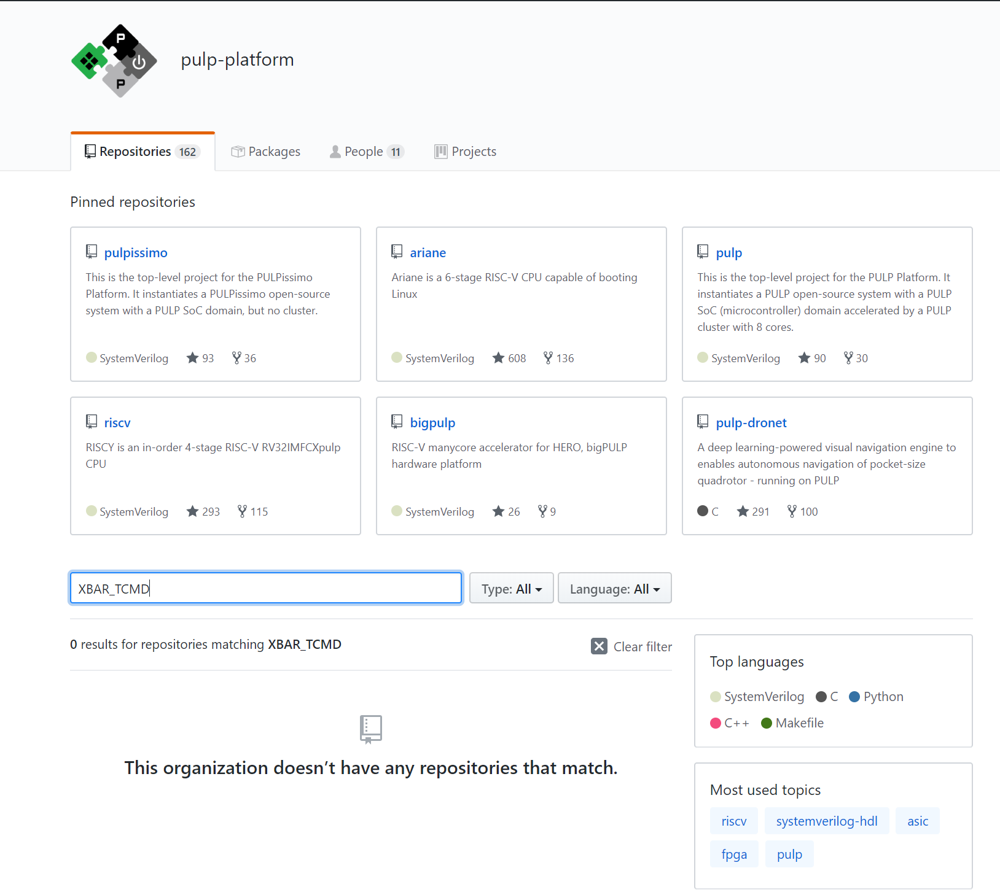 P
P
pulp-platform
Repositories 162
Packages
People 11
Projects
Pinned repositories
pulpissimo
This is the top-level project for the PULPissimo
Platform. It instantiates a PULPissimo open-source
system with a PULP SoC domain, but no cluster.
SystemVerilog 93 36
ariane
Ariane is a 6-stage RISC-V CPU capable of booting
Linux
SystemVerilog 608 136
pulp
This is the top-level project for the PULP Platform. It
instantiates a PULP open-source system with a PULP
SoC (microcontroller) domain accelerated by a PULP
cluster with 8 cores.
SystemVerilog 90 30
riscv
RISCY is an in-order 4-stage RISC-V RV32IMFCXpulp
CPU
SystemVerilog 293 115
bigpulp
RISC-V manycore accelerator for HERO, bigPULP
hardware platform
SystemVerilog 26 9
pulp-dronet
A deep learning-powered visual navigation engine to
enables autonomous navigation of pocket-size
quadrotor - running on PULP
C 291 100
XBAR_TCMD
Type: All
Language: All
0 results for repositories matching XBAR_TCMD
Clear filter
This organization doesn’t have any repositories that match.
Top languages
SystemVerilog C Python
C++ Makefile
Most used topics
riscv systemverilog-hdl asic
fpga pulp